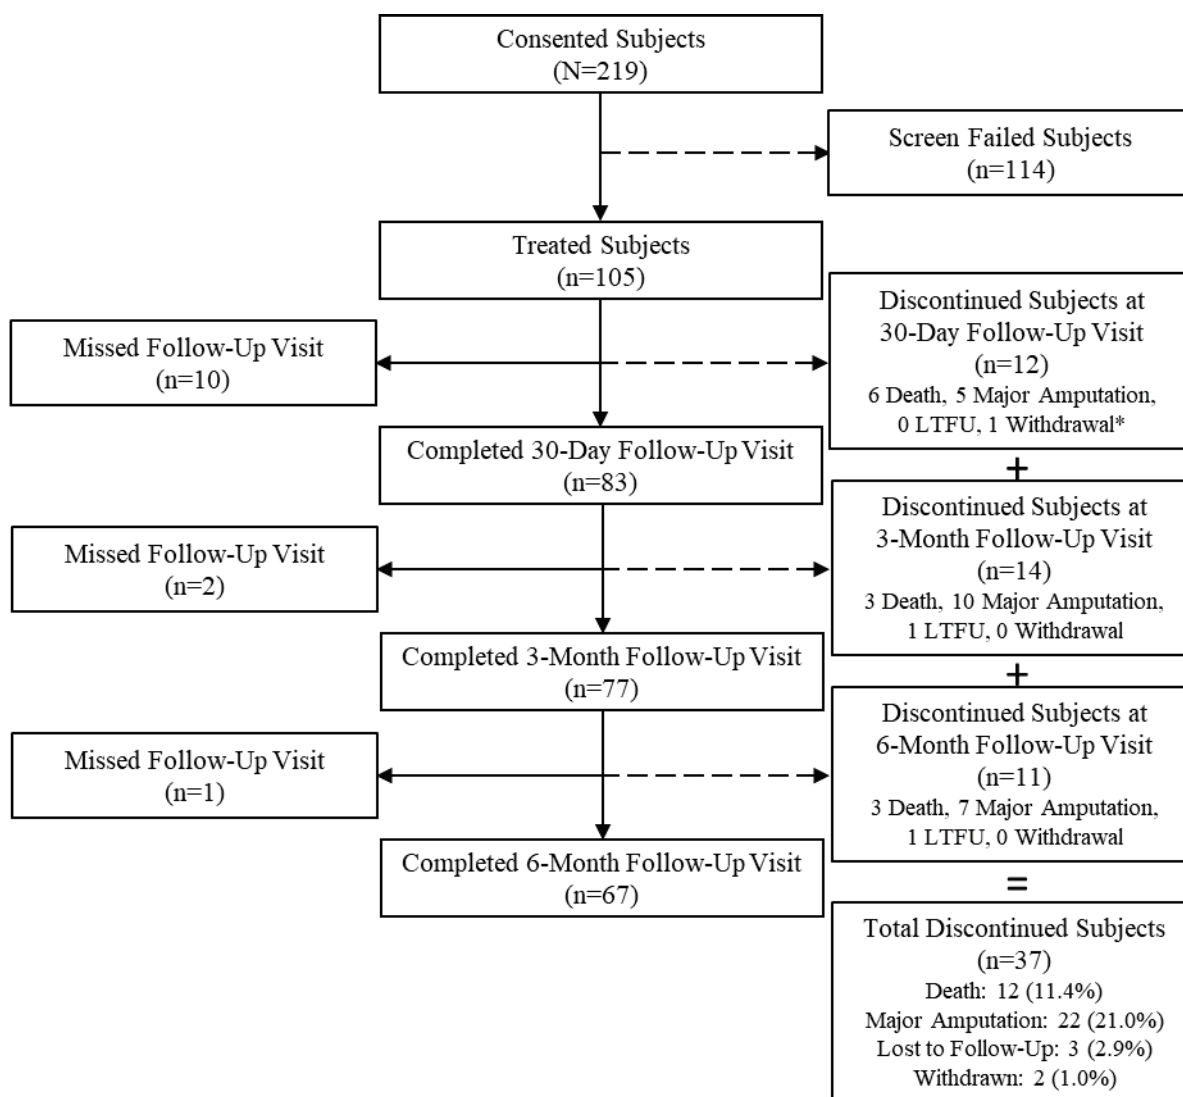 Consented Subjects
(N=219)
Screen Failed Subjects
(n=114)
Treated Subjects
(n=105)
Discontinued Subjects at
30-Day Follow-Up Visit
(n=12)
6 Death, 5 Major Amputation,
0 LTFU, 1 Withdrawal*
Missed Follow-Up Visit
(n=10)
Completed 30-Day Follow-Up Visit
(n=83)
+
Discontinued Subjects at
3-Month Follow-Up Visit
(n=14)
3 Death, 10 Major Amputation,
1 LTFU, 0 Withdrawal
Missed Follow-Up Visit
(n=2)
Completed 3-Month Follow-Up Visit
(n=77)
+
Discontinued Subjects at
6-Month Follow-Up Visit
(n=11)
3 Death, 7 Major Amputation,
1 LTFU, 0 Withdrawal
Missed Follow-Up Visit
(n=1)
Completed 6-Month Follow-Up Visit
(n=67)
=
Total Discontinued Subjects
(n=37)
Death: 12 (11.4%)
Major Amputation: 22 (21.0%)
Lost to Follow-Up: 3 (2.9%)
Withdrawn: 2 (1.0%)